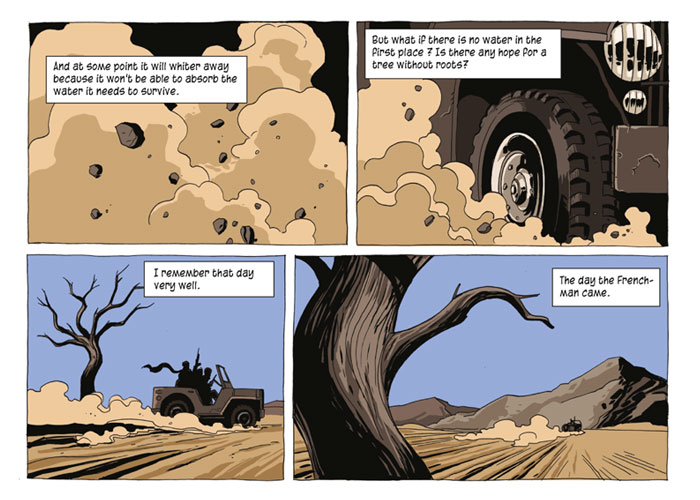 And at some point it will whiter away
because it won't be able to absorb the
water it needs to survive.
But what if there is no water in the
first place ? Is there any hope for a
tree without roots?
I remember that day
very well.
The day the French-
man came.